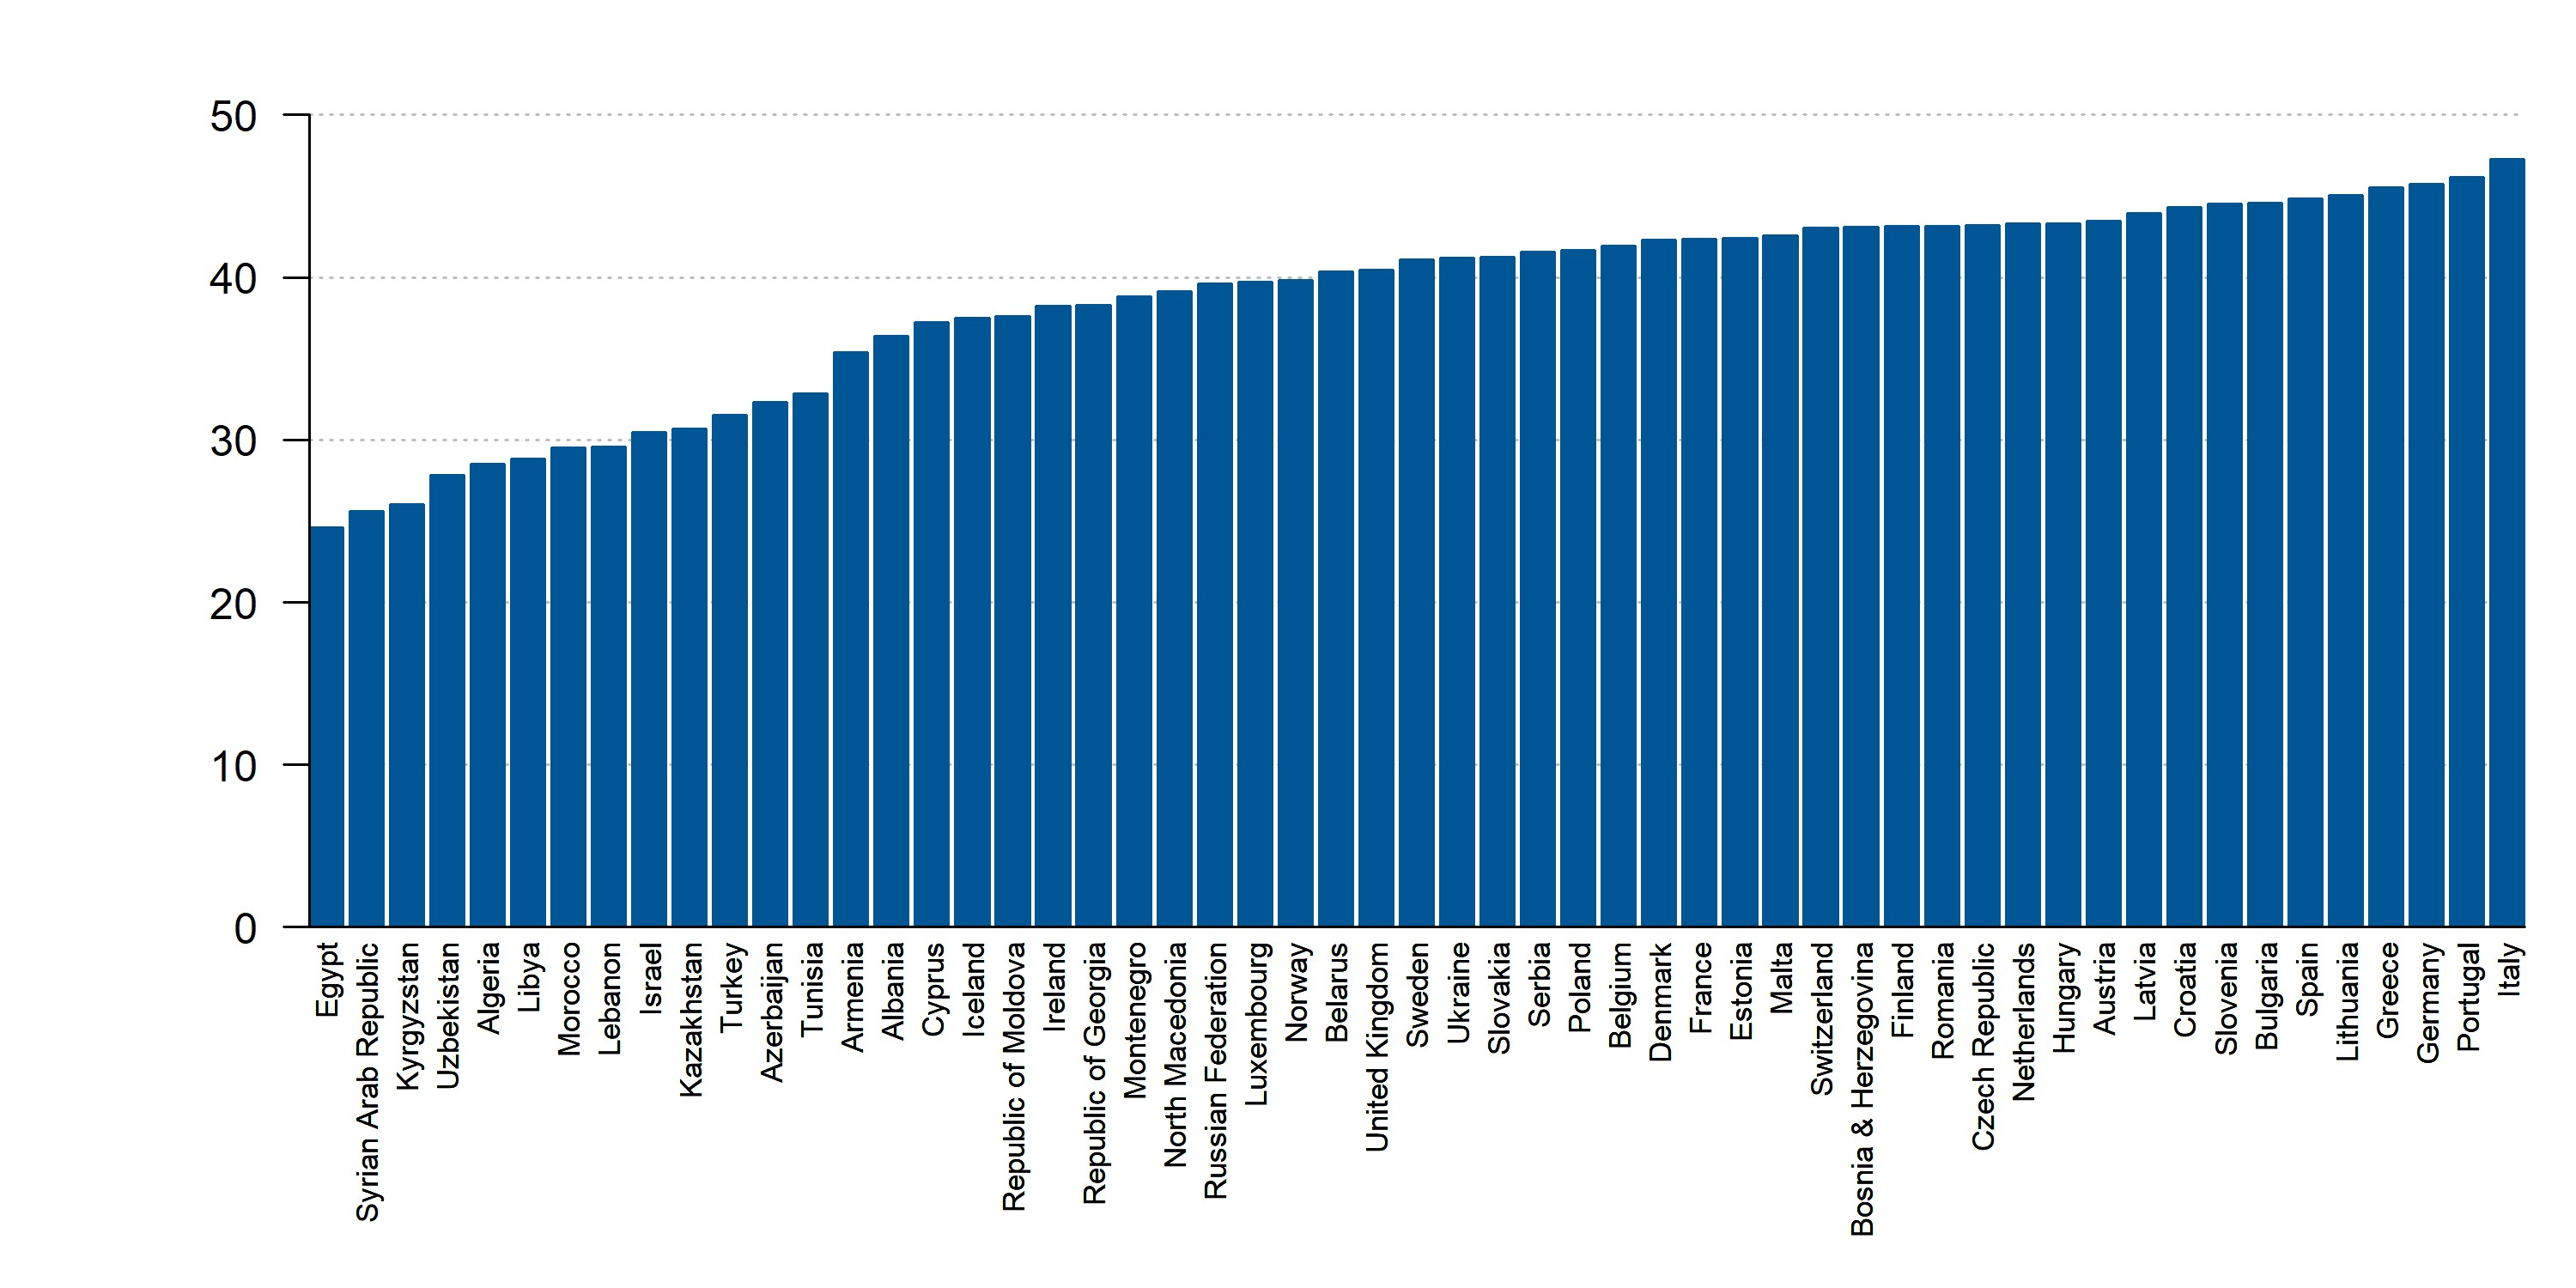 50
40
30
20
10
0
Egypt
Syrian Arab Republic
Kyrgyzstan
Uzbekistan
Algeria
Libya
Morocco
Lebanon
Israel
Kazakhstan
Turkey
Azerbaijan
Tunisia
Armenia
Albania
Cyprus
Iceland
Republic of Moldova
Ireland
Republic of Georgia
Montenegro
North Macedonia
Russian Federation
Luxembourg
Norway
Belarus
United Kingdom
Sweden
Ukraine
Slovakia
Serbia
Poland
Belgium
Denmark
France
Estonia
Malta
Switzerland
Bosnia & Herzegovina
Finland
Romania
Czech Republic
Netherlands
Hungary
Austria
Latvia
Croatia
Slovenia
Bulgaria
Spain
Lithuania
Greece
Germany
Portugal
Italy